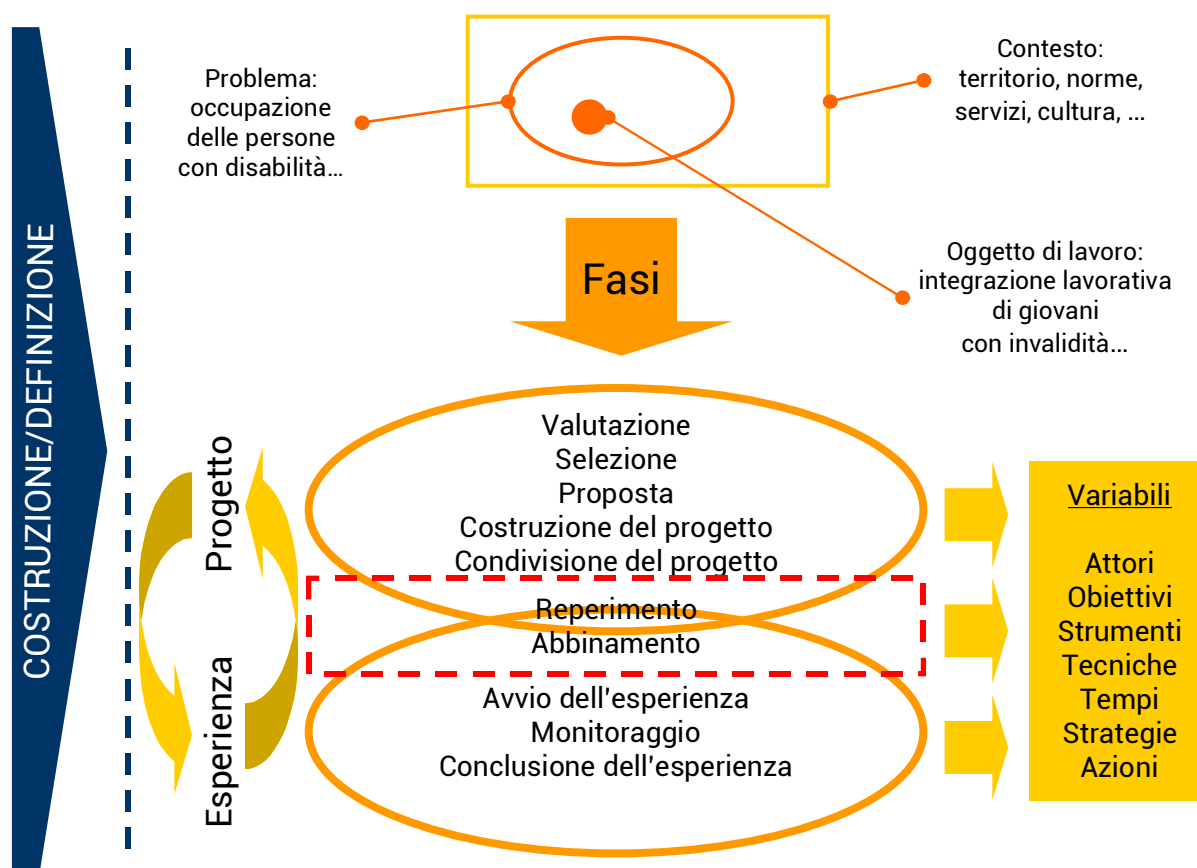 COSTRUZIONE/DEFINIZIONE
Problema:
occupazione
delle persone
con disabilità...
Contesto:
territorio, norme,
servizi, cultura, ...
Oggetto di lavoro:
integrazione lavorativa
di giovani
con invalidità...
Fasi
Progetto
Esperienza
Valutazione
Selezione
Proposta
Costruzione del progetto
Condivisione del progetto
Reperimento
Abbinamento
Avvio dell'esperienza
Monitoraggio
Conclusione dell'esperienza
Variabili
Attori
Obiettivi
Strumenti
Tecniche
Tempi
Strategie
Azioni